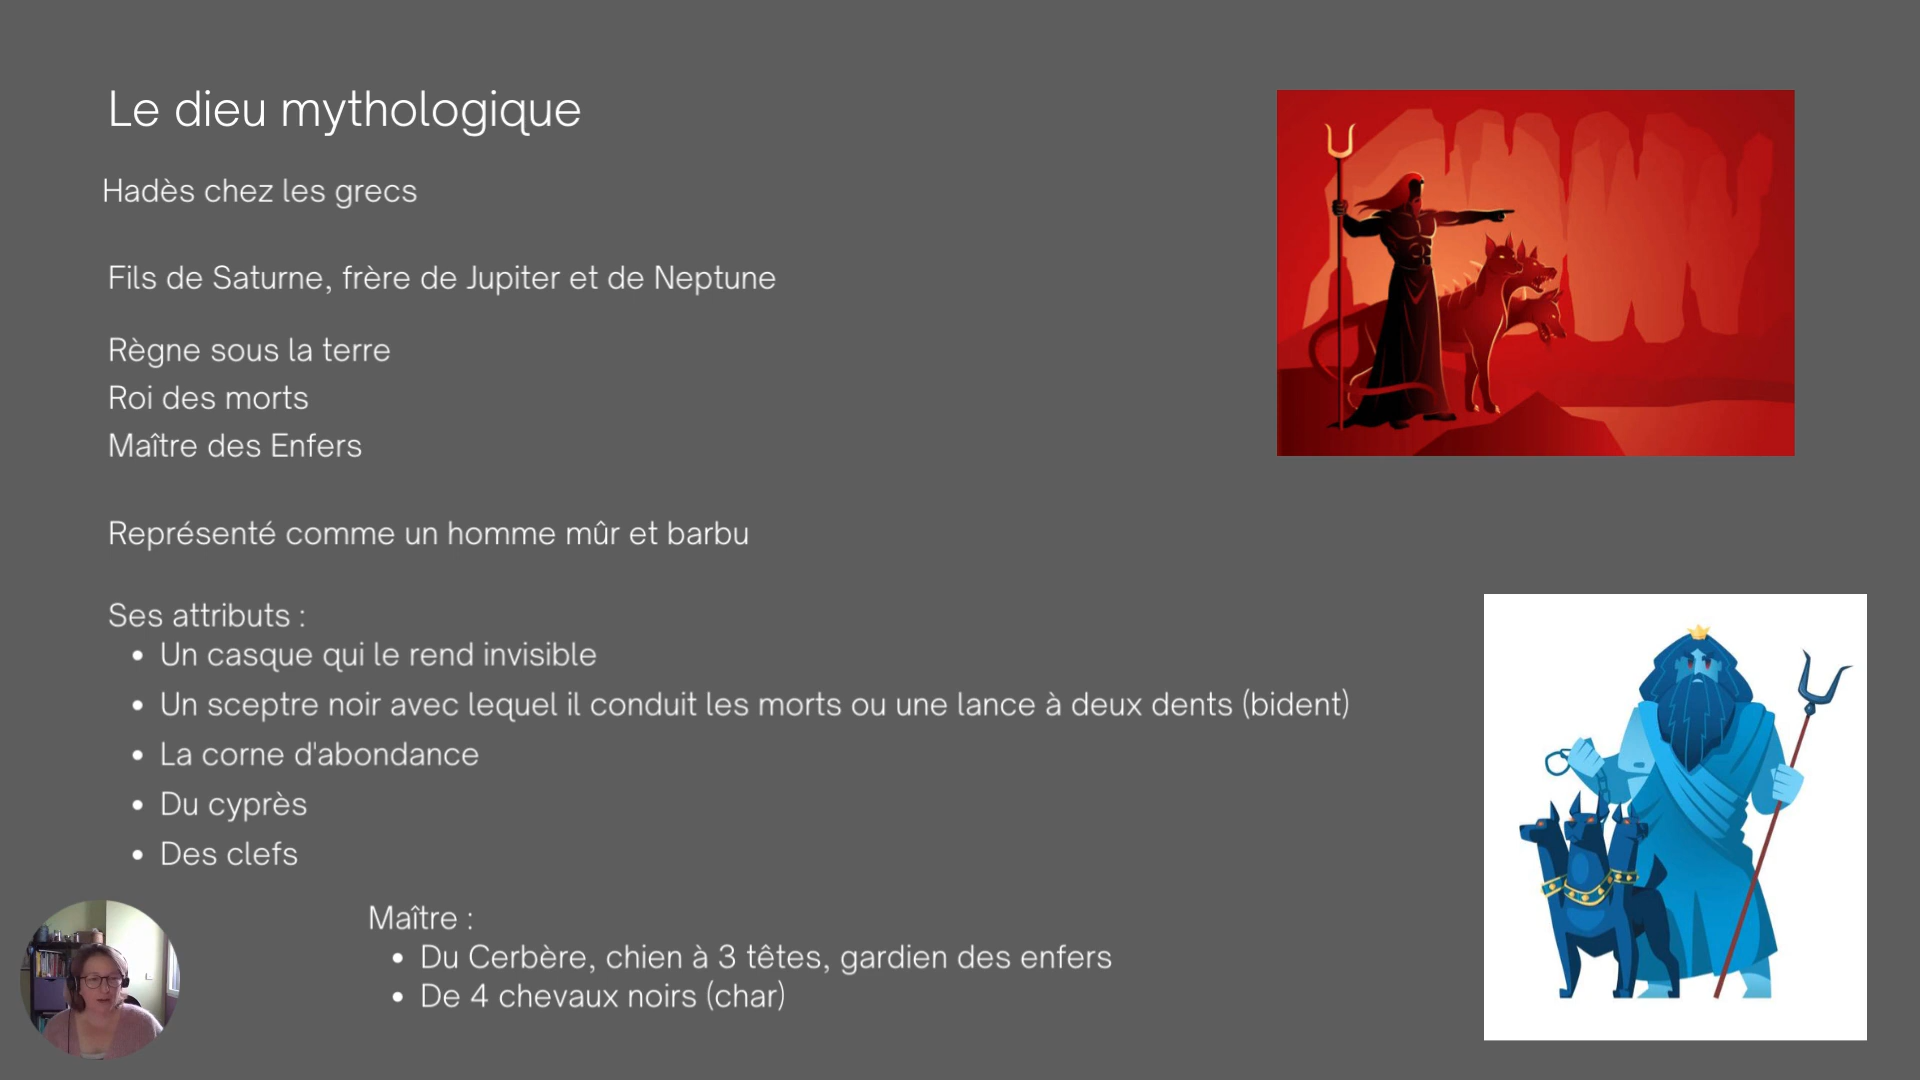 Le dieu mythologique
Hadès chez les grecs
Fils de Saturne, frère de Jupiter et de Neptune
Règne sous la terre
Roi des morts
Maître des Enfers
Représenté comme un homme mûr et barbu
Ses attributs :
• Un casque qui le rend invisible
• Un sceptre noir avec lequel il conduit les morts ou une lance à deux dents (bident)
• La corne d'abondance
• Du cyprès
• Des clefs
Maître :
• Du Cerbère, chien à 3 têtes, gardien des enfers
• De 4 chevaux noirs (char)